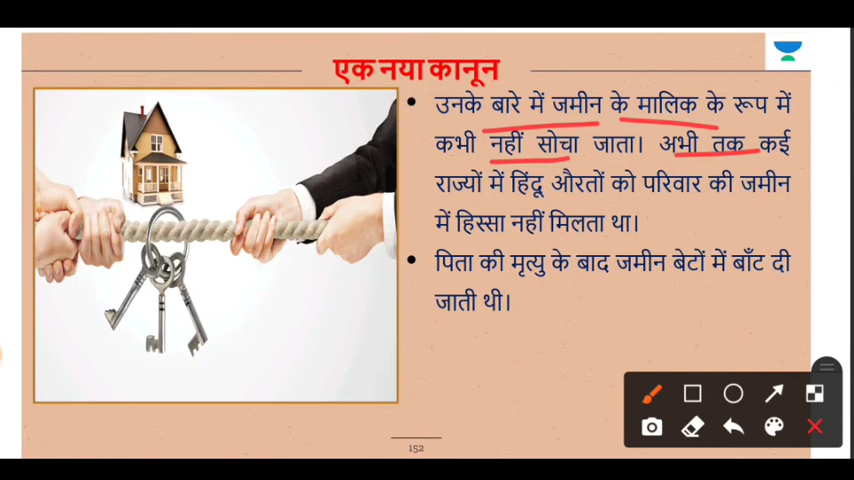 एक नया कानून
• उनके बारे में जमीन के मालिक के रूप में
कभी नहीं सोचा जाता। अभी तक कई
राज्यों में हिंदू औरतों को परिवार की जमीन
में हिस्सा नहीं मिलता था।
• पिता की मृत्यु के बाद जमीन बेटों में बाँट दी
जाती थी।
152